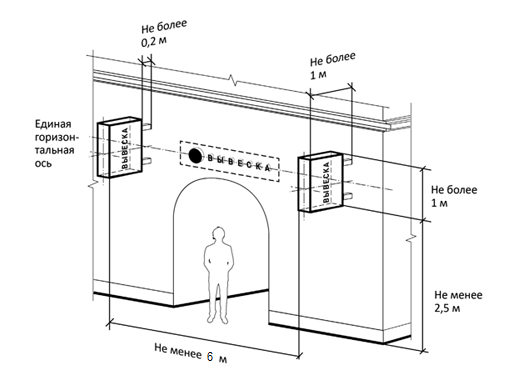 Не более
0,2 м
Не более
1 м
Единая
горизон-
тальная
ось
ВЫВЕСКА
ВЫВЕСКА
ВЫВЕСКА
Не более
1 м
Не менее
2,5 м
Не менее 6 м